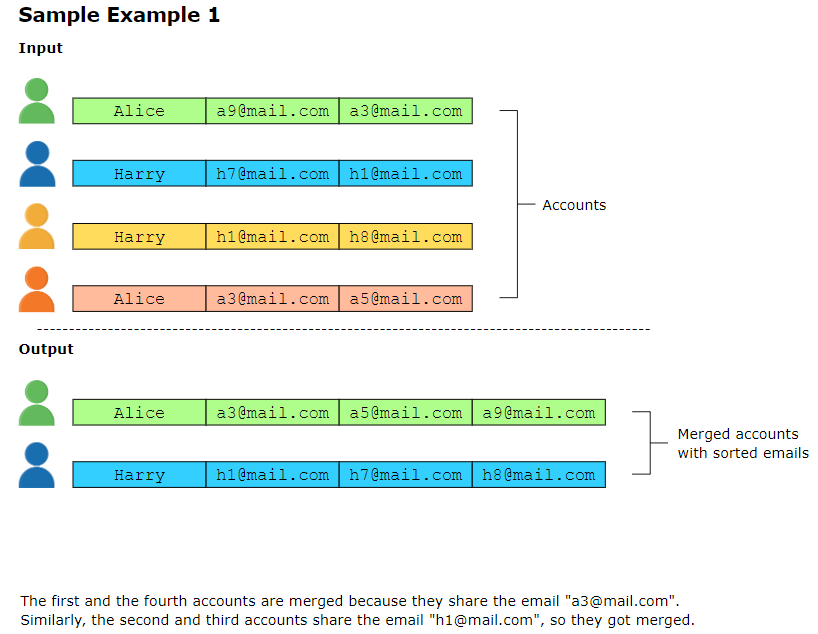 Sample Example 1
Input
Alice a9@mail.com a3@mail.com
Harry h7@mail.com h1@mail.com
Accounts
Harry h1@mail.com h8@mail.com
Alice a3@mail.com a5@mail.com
Output
Alice a3@mail.com a5@mail.com a9@mail.com
Merged accounts
with sorted emails
Harry h1@mail.com h7@mail.com h8@mail.com
The first and the fourth accounts are merged because they share the email "a3@mail.com".
Similarly, the second and third accounts share the email "h1@mail.com", so they got merged.